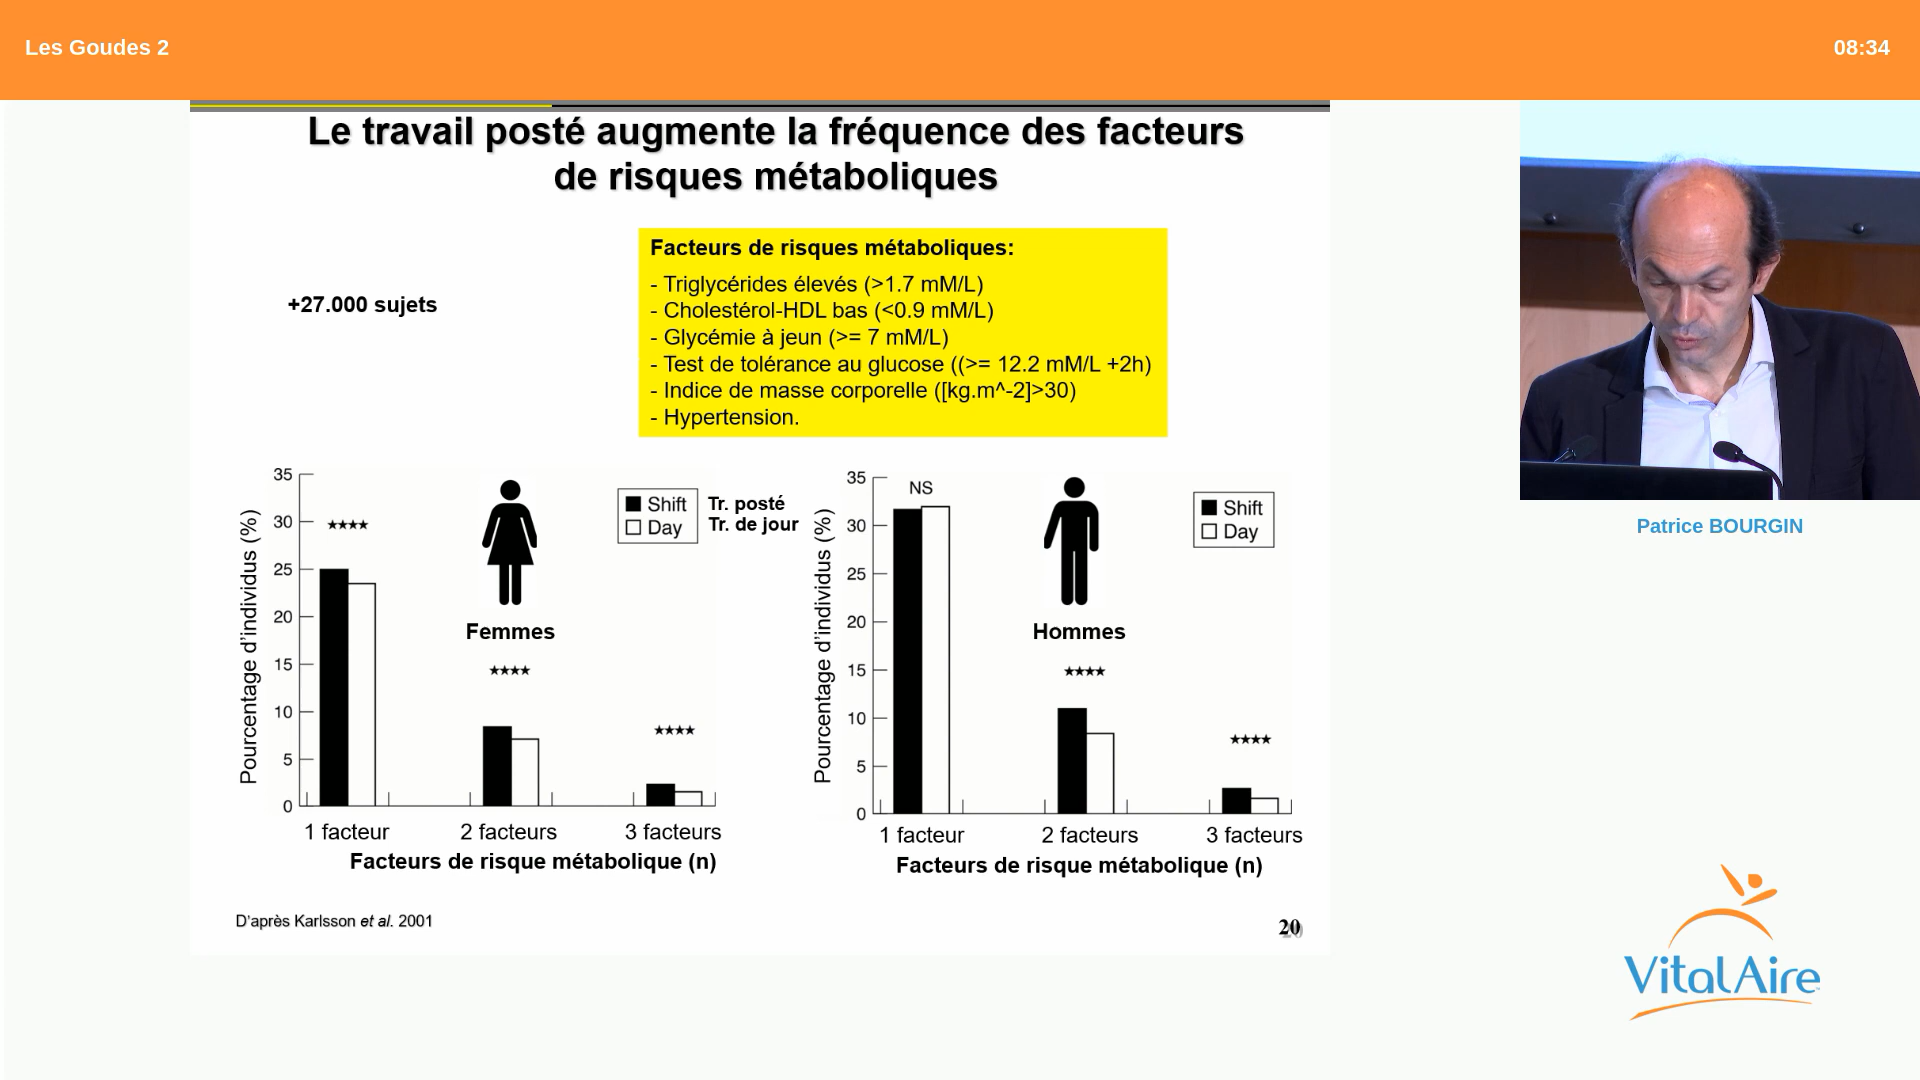 Les Goudes 2
08:34
Le travail posté augmente la fréquence des facteurs
de risques métaboliques
+27.000 sujets
Facteurs de risques métaboliques:
- Triglycérides élevés (>1.7 mM/L)
- Cholestérol-HDL bas (<0.9 mM/L)
- Glycémie à jeun (>= 7 mM/L)
- Test de tolérance au glucose ((>= 12.2 mM/L +2h)
- Indice de masse corporelle ([kg.m^-2]>30)
- Hypertension.
Pourcentage d'individus (%)
35
30
25
20
15
10
5
0
****
****
****
Femmes
Shift
Day
Tr. posté
Tr. de jour
1 facteur
2 facteurs
3 facteurs
Facteurs de risque métabolique (n)
Pourcentage d'individus (%)
35
30
25
20
15
10
5
0
NS
****
****
Hommes
Shift
Day
1 facteur
2 facteurs
3 facteurs
Facteurs de risque métabolique (n)
D'après Karlsson et al. 2001
20
Patrice BOURGIN
VitalAire